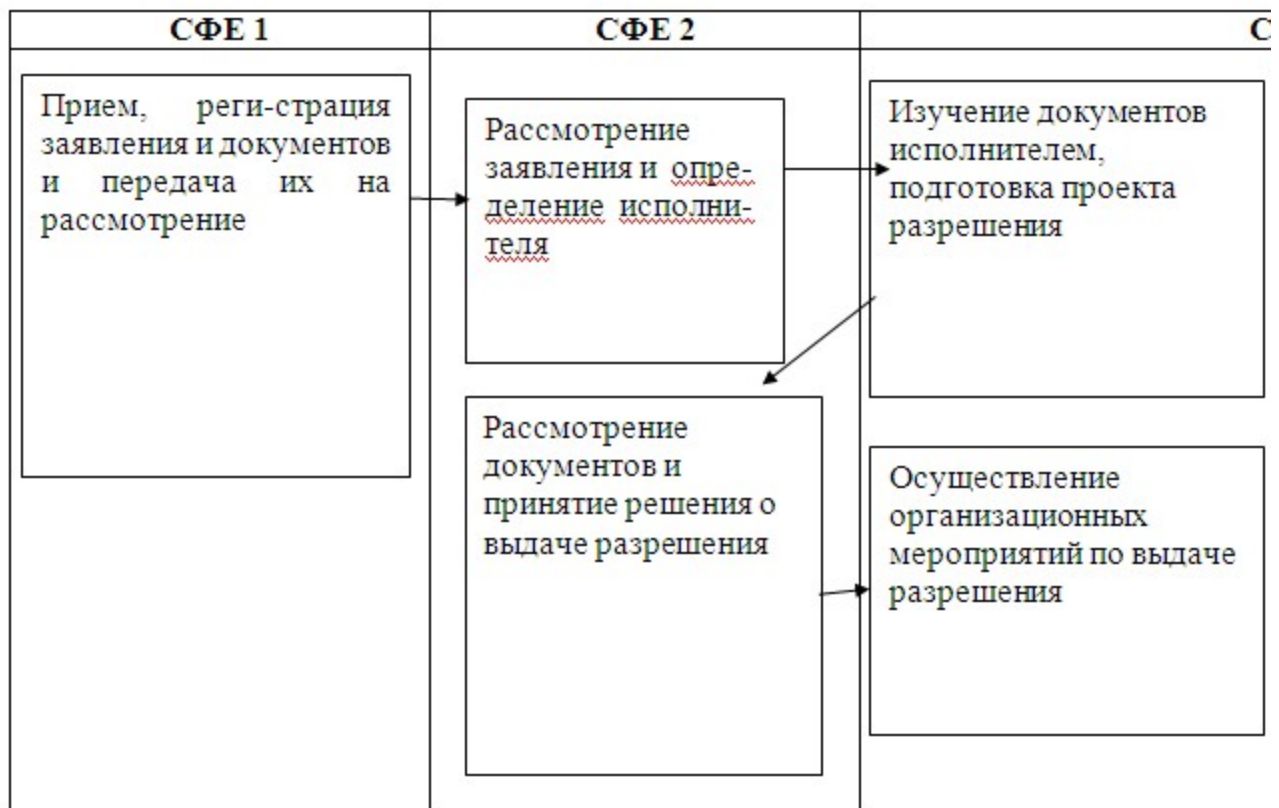 СФЕ 1
СФЕ 2
С
Прием, реги-страция
заявления и документов
и передача их на
рассмотрение
Рассмотрение
заявления и опре-
деление исполни-
теля
Изучение документов
исполнителем,
подготовка проекта
разрешения
Рассмотрение
документов и
принятие решения о
выдаче разрешения
Осуществление
организационных
мероприятий по выдаче
разрешения